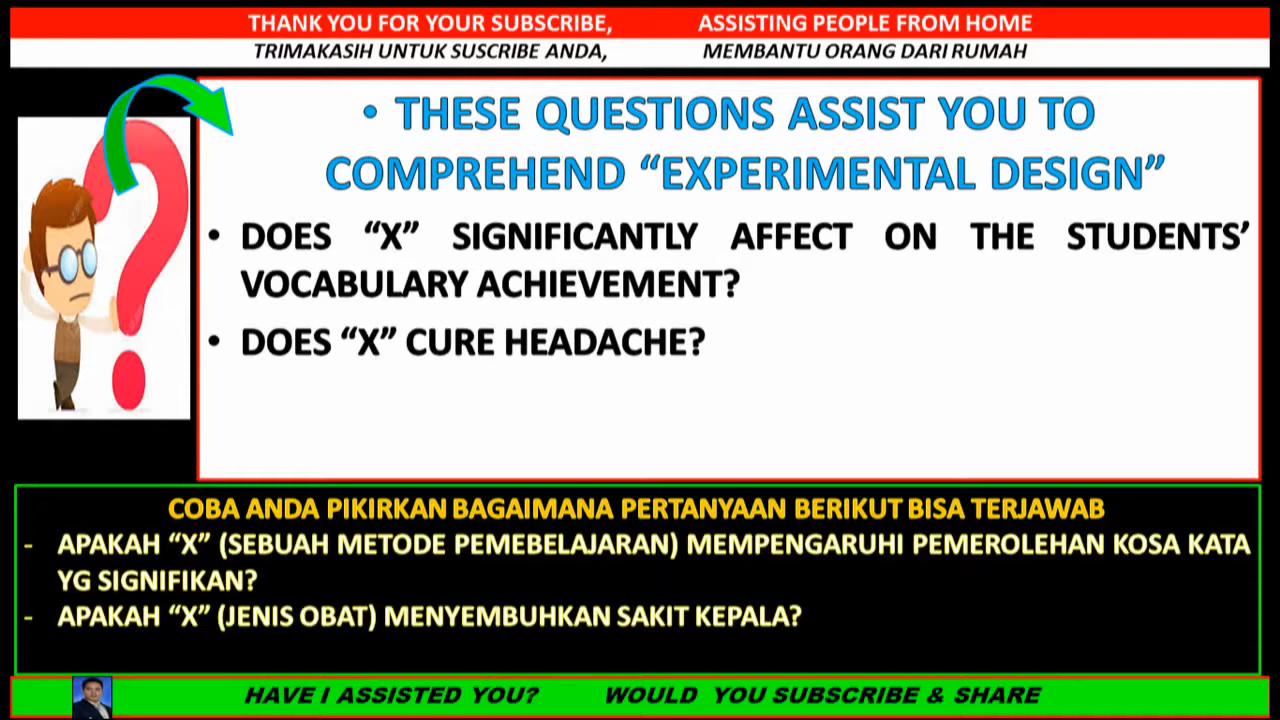 THANK YOU FOR YOUR SUBSCRIBE, ASSISTING PEOPLE FROM HOME
TRIMAKASIH UNTUK SUSCRIBE ANDA, MEMBANTU ORANG DARI RUMAH
• THESE QUESTIONS ASSIST YOU TO
COMPREHEND “EXPERIMENTAL DESIGN”
• DOES “X” SIGNIFICANTLY AFFECT ON THE STUDENTS’
VOCABULARY ACHIEVEMENT?
• DOES “X” CURE HEADACHE?
COBA ANDA PIKIRKAN BAGAIMANA PERTANYAAN BERIKUT BISA TERJAWAB
- APAKAH “X” (SEBUAH METODE PEMEBELAJARAN) MEMPENGARUHI PEMEROLEHAN KOSA KATA
YG SIGNIFIKAN?
- APAKAH “X” (JENIS OBAT) MENYEMBUHKAN SAKIT KEPALA?
HAVE I ASSISTED YOU? WOULD YOU SUBSCRIBE & SHARE